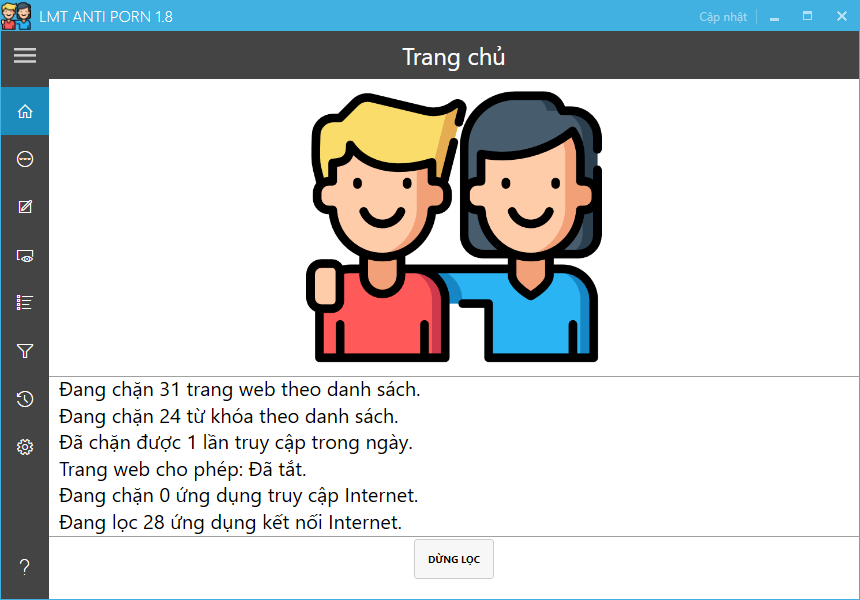 LMT ANTI PORN 1.8
Cập nhật
Trang chủ
Đang chặn 31 trang web theo danh sách.
Đang chặn 24 từ khóa theo danh sách.
Đã chặn được 1 lần truy cập trong ngày.
Trang web cho phép: Đã tắt.
Đang chặn 0 ứng dụng truy cập Internet.
Đang lọc 28 ứng dụng kết nối Internet.
DỪNG LỌC